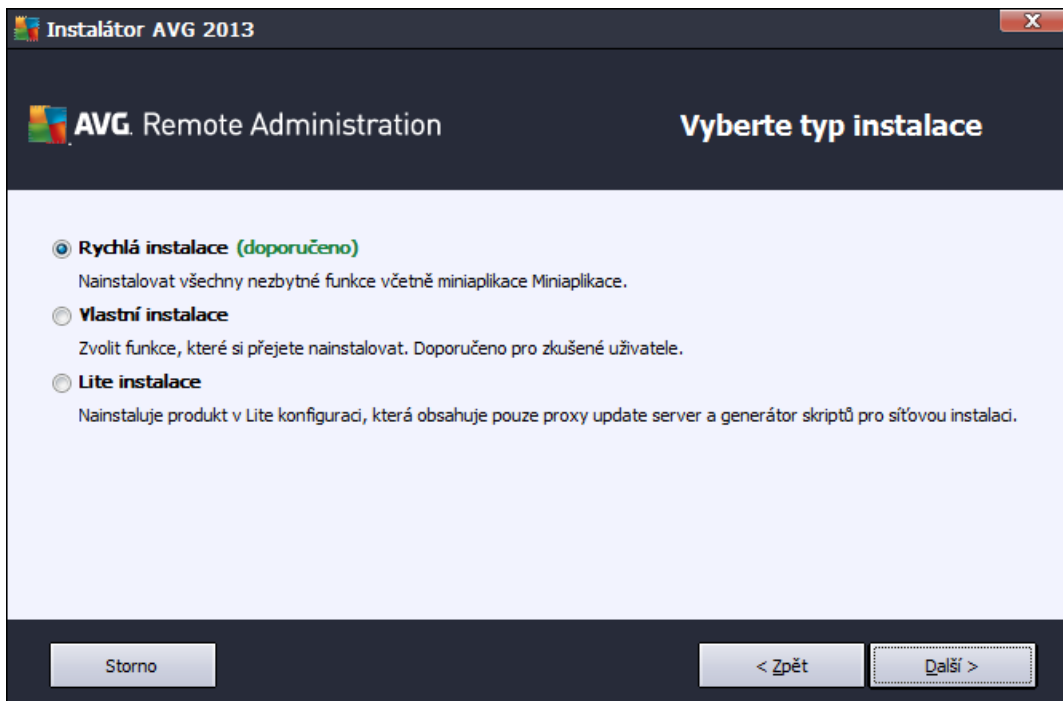 Instalátor AVG 2013
X
AVG. Remote Administration
Vyberte typ instalace
Rychlá instalace (doporučeno)
Nainstalovat všechny nezbytné funkce včetně miniaplikace Miniaplikace.
Vlastní instalace
Zvolit funkce, které si přejete nainstalovat. Doporučeno pro zkušené uživatele.
Lite instalace
Nainstaluje produkt v Lite konfiguraci, která obsahuje pouze proxy update server a generátor skriptů pro síťovou instalaci.
Storno
< Zpět
Další >